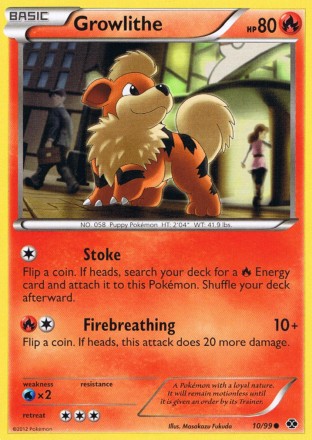 BASIC
Growlithe HP80
NO. 058 Puppy Pokémon HT: 2'04" WT: 41.9 lbs.
Stoke
Flip a coin. If heads, search your deck for a Energy
card and attach it to this Pokémon. Shuffle your deck
afterward.
Firebreathing 10+
Flip a coin. If heads, this attack does 20 more damage.
weakness resistance
×2
retreat
A Pokémon with a loyal nature.
It will remain motionless until
it is given an order by its Trainer.
©2012 Pokémon Illus. Masakazu Fukuda 10/99